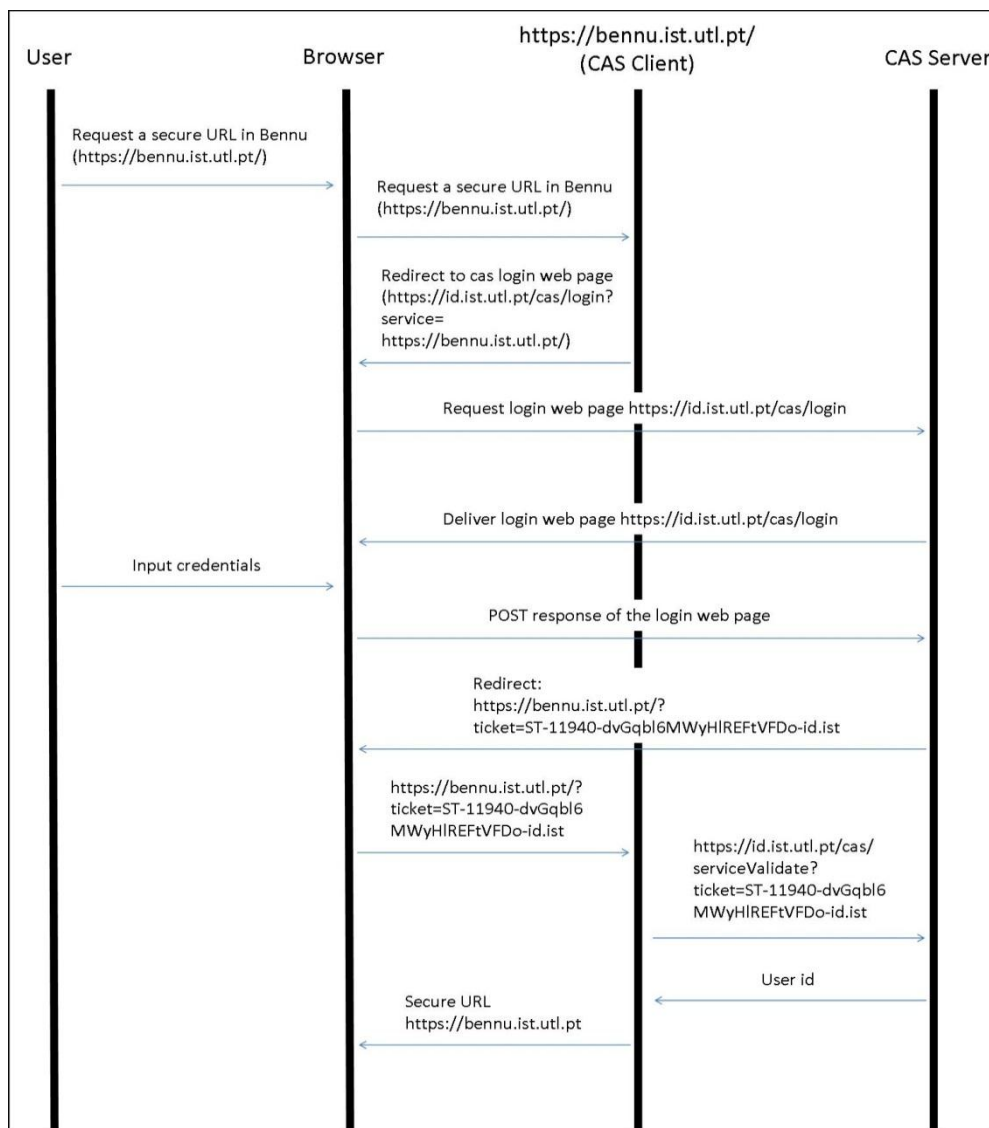 User
Browser
https://bennu.ist.utl.pt/
(CAS Client)
CAS Server
Request a secure URL in Bennu
(https://bennu.ist.utl.pt/)
Request a secure URL in Bennu
(https://bennu.ist.utl.pt/)
Redirect to cas login web page
(https://id.ist.utl.pt/cas/login?
service=
https://bennu.ist.utl.pt/)
Request login web page https://id.ist.utl.pt/cas/login
Deliver login web page https://id.ist.utl.pt/cas/login
Input credentials
POST response of the login web page
Redirect:
https://bennu.ist.utl.pt/?
ticket=ST-11940-dvGqbl6MWyHlREFtVFDo-id.ist
https://bennu.ist.utl.pt/?
ticket=ST-11940-dvGqbl6
MWyHlREFtVFDo-id.ist
https://id.ist.utl.pt/cas/
serviceValidate?
ticket=ST-11940-dvGqbl6
MWyHlREFtVFDo-id.ist
User id
Secure URL
https://bennu.ist.utl.pt